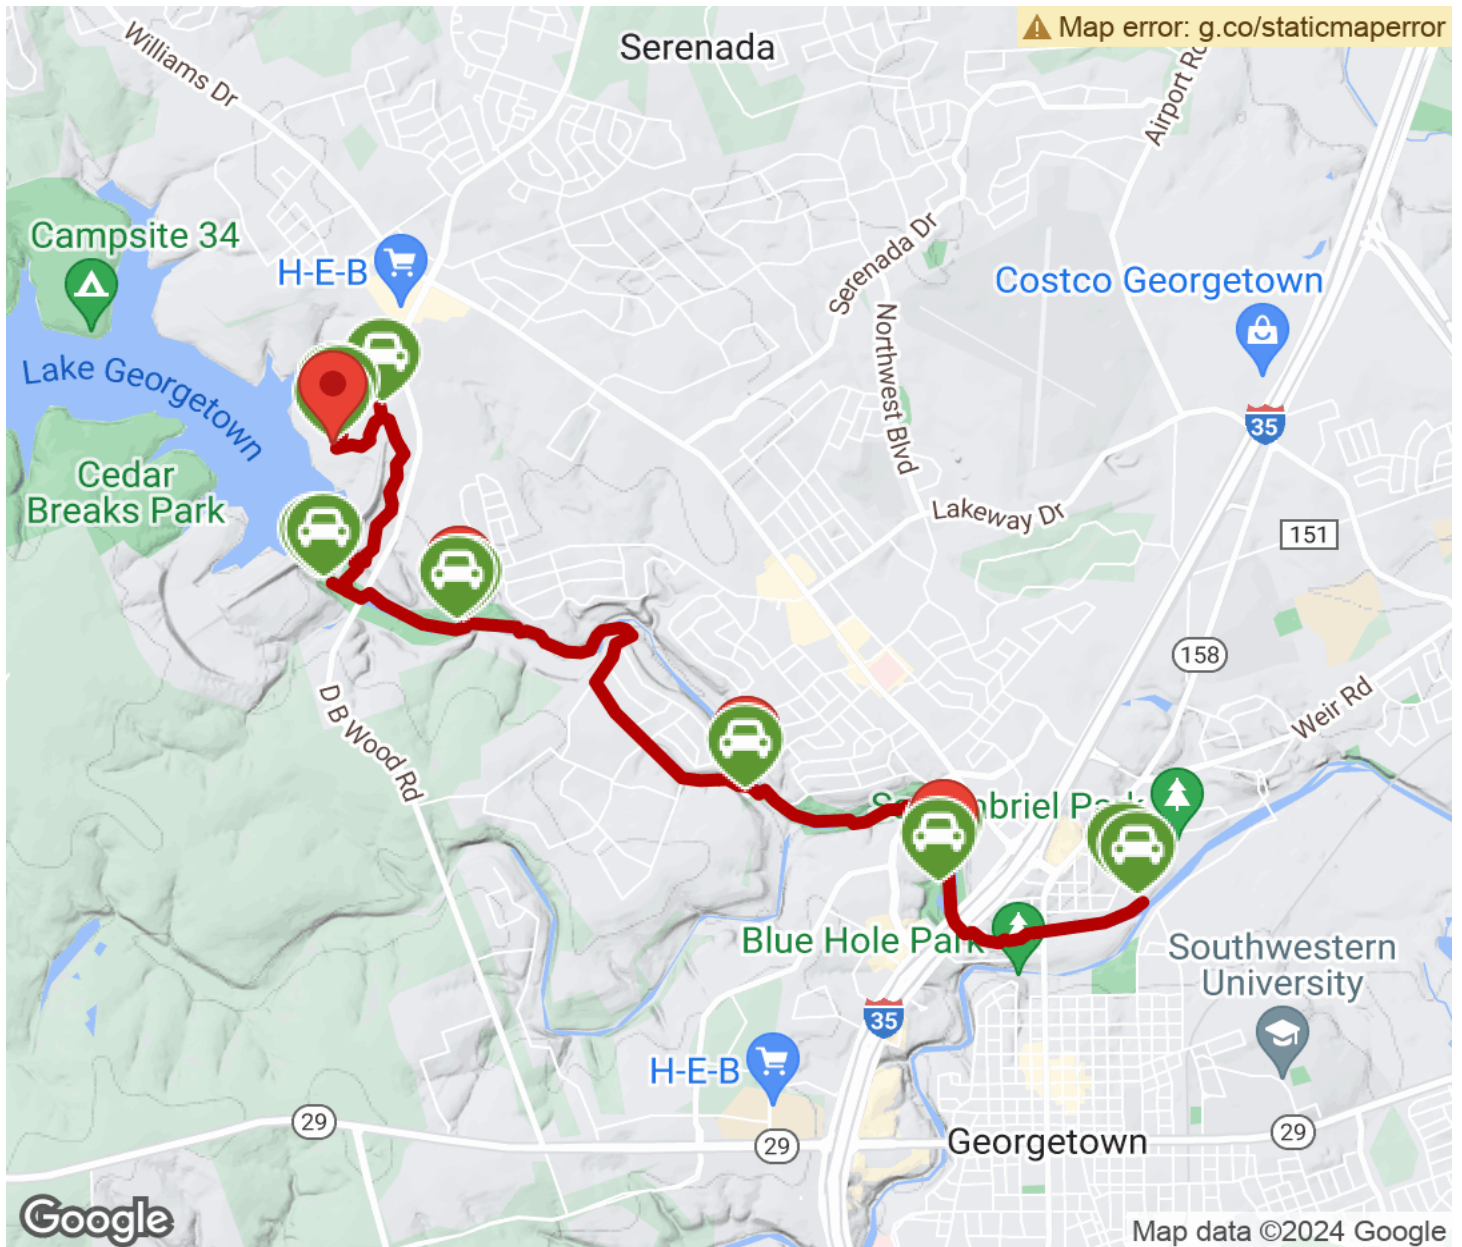 Map error: g.co/staticmaperror
Serenada
Williams Dr
Airport Rd
Campsite 34
H-E-B
Serenada Dr
Costco Georgetown
Northwest Blvd
Lake Georgetown
35
Cedar
Breaks Park
Lakeway Dr
151
158
Weir Rd
D B Wood Rd
Park
Blue Hole Park
Southwestern
University
35
H-E-B
29
29
Georgetown
29
Google
Map data ©2024 Google